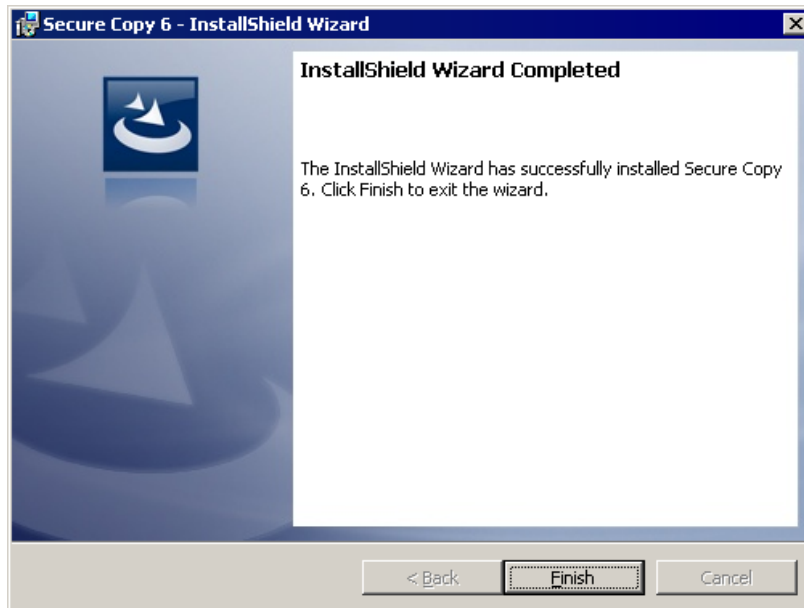 Secure Copy 6 - InstallShield Wizard
InstallShield Wizard Completed
The InstallShield Wizard has successfully installed Secure Copy
6. Click Finish to exit the wizard.
< Back
Finish
Cancel